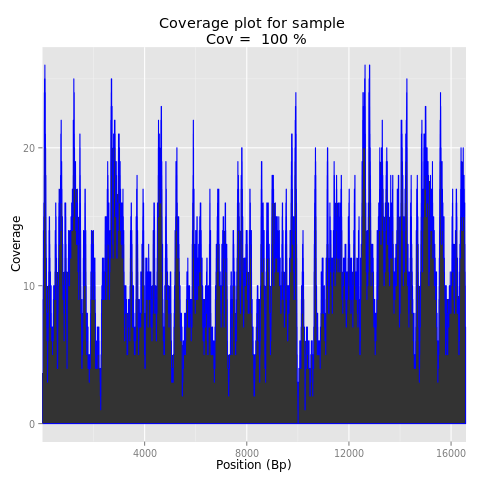 Coverage plot for sample
Cov = 100 %
20
10
0
Coverage
4000 8000 12000 16000
Position (Bp)